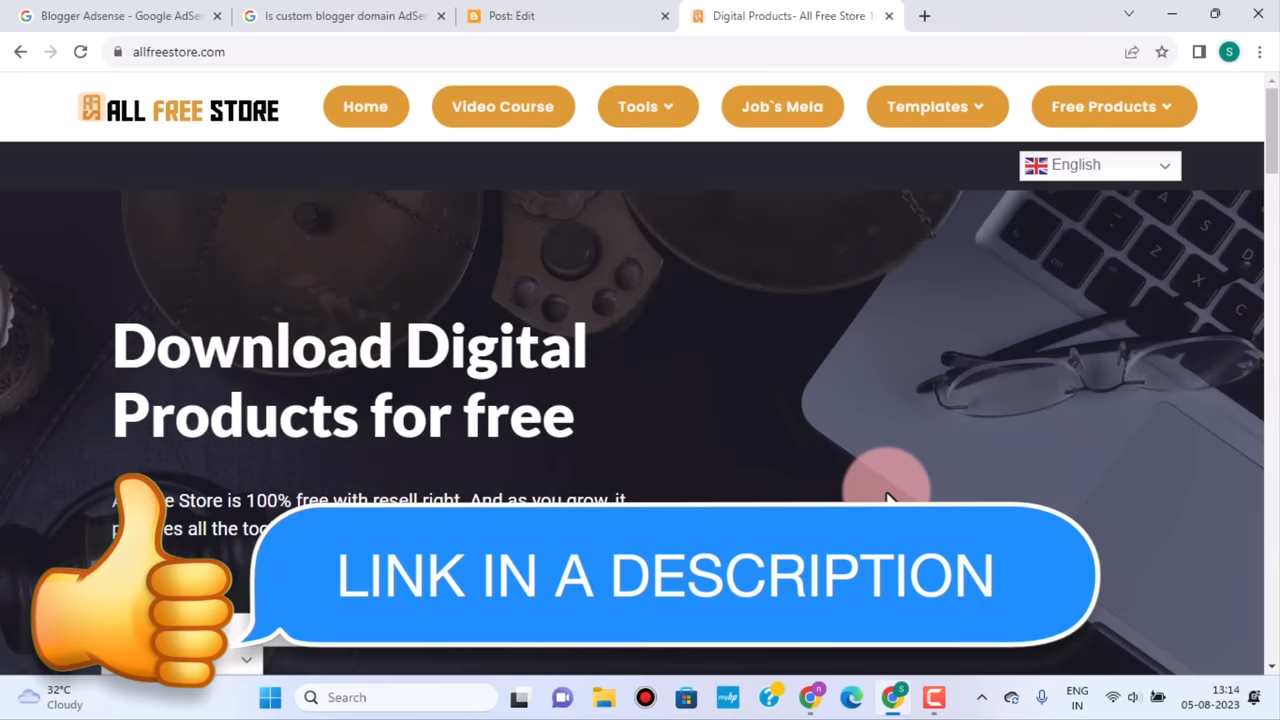 Blogger Adsense - Google AdSen
Is custom blogger domain AdSe
Post: Edit
Digital Products- All Free Store 1
allfreestore.com
S
ALL FREE STORE
Home
Video Course
Tools
Job`s Mela
Templates
Free Products
English
Download Digital
Products for free
Store is 100% free with resell right. And as you grow, it
all the
LINK IN A DESCRIPTION
32°C
Cloudy
Search
myhp
ENG
IN
13:14
05-08-2023